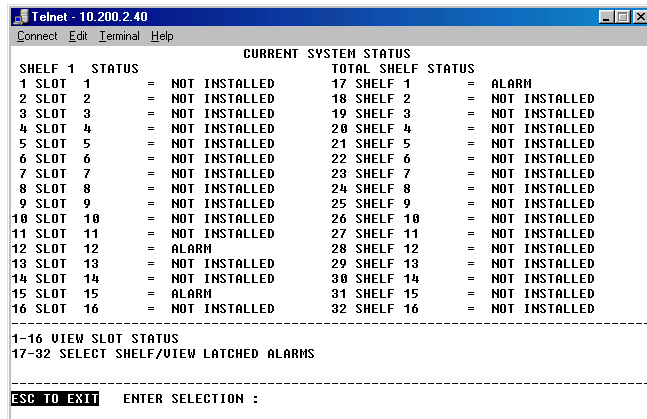 Telnet - 10.200.2.40
Connect Edit Terminal Help
CURRENT SYSTEM STATUS
SHELF 1 STATUS TOTAL SHELF STATUS
1 SLOT 1 = NOT INSTALLED 17 SHELF 1 = ALARM
2 SLOT 2 = NOT INSTALLED 18 SHELF 2 = NOT INSTALLED
3 SLOT 3 = NOT INSTALLED 19 SHELF 3 = NOT INSTALLED
4 SLOT 4 = NOT INSTALLED 20 SHELF 4 = NOT INSTALLED
5 SLOT 5 = NOT INSTALLED 21 SHELF 5 = NOT INSTALLED
6 SLOT 6 = NOT INSTALLED 22 SHELF 6 = NOT INSTALLED
7 SLOT 7 = NOT INSTALLED 23 SHELF 7 = NOT INSTALLED
8 SLOT 8 = NOT INSTALLED 24 SHELF 8 = NOT INSTALLED
9 SLOT 9 = NOT INSTALLED 25 SHELF 9 = NOT INSTALLED
10 SLOT 10 = NOT INSTALLED 26 SHELF 10 = NOT INSTALLED
11 SLOT 11 = NOT INSTALLED 27 SHELF 11 = NOT INSTALLED
12 SLOT 12 = ALARM 28 SHELF 12 = NOT INSTALLED
13 SLOT 13 = NOT INSTALLED 29 SHELF 13 = NOT INSTALLED
14 SLOT 14 = NOT INSTALLED 30 SHELF 14 = NOT INSTALLED
15 SLOT 15 = ALARM 31 SHELF 15 = NOT INSTALLED
16 SLOT 16 = NOT INSTALLED 32 SHELF 16 = NOT INSTALLED
1-16 VIEW SLOT STATUS
17-32 SELECT SHELF/VIEW LATCHED ALARMS
ESC TO EXIT ENTER SELECTION :